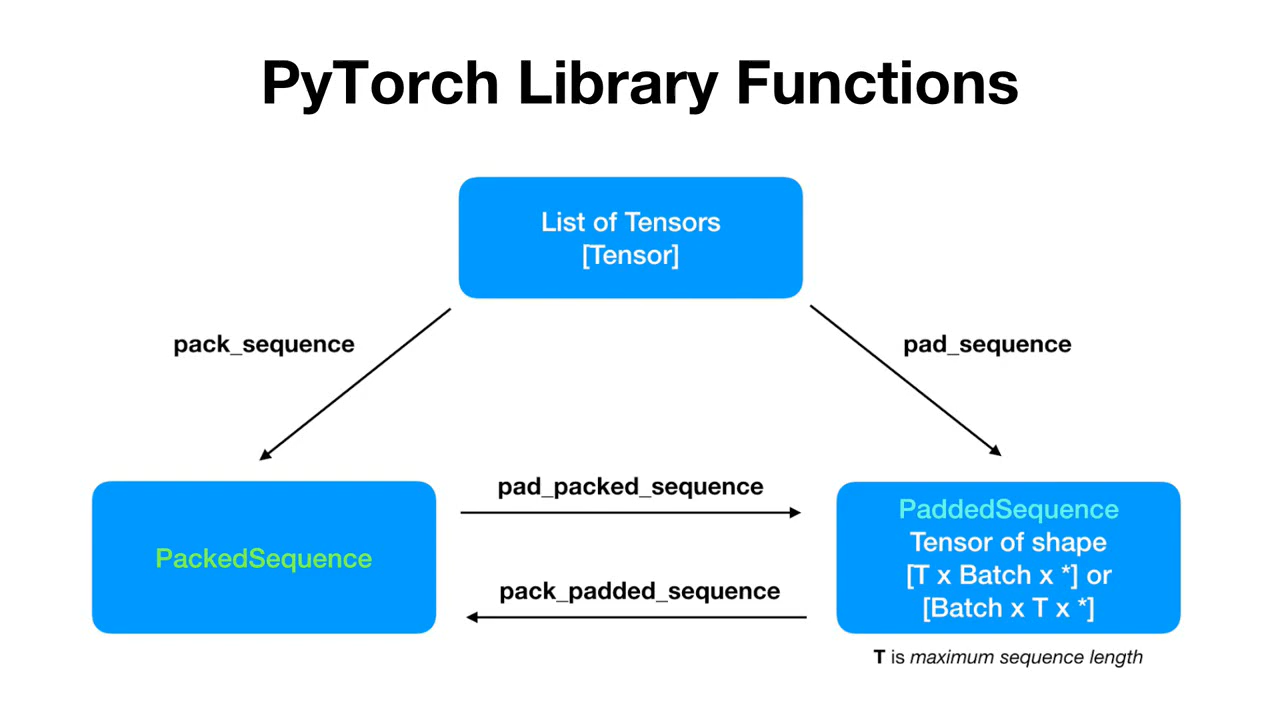 PyTorch Library Functions
List of Tensors
[Tensor]
pack_sequence
pad_sequence
pad_packed_sequence
PackedSequence
pack_padded_sequence
PaddedSequence
Tensor of shape
[T x Batch x *] or
[Batch x T x *]
T is maximum sequence length